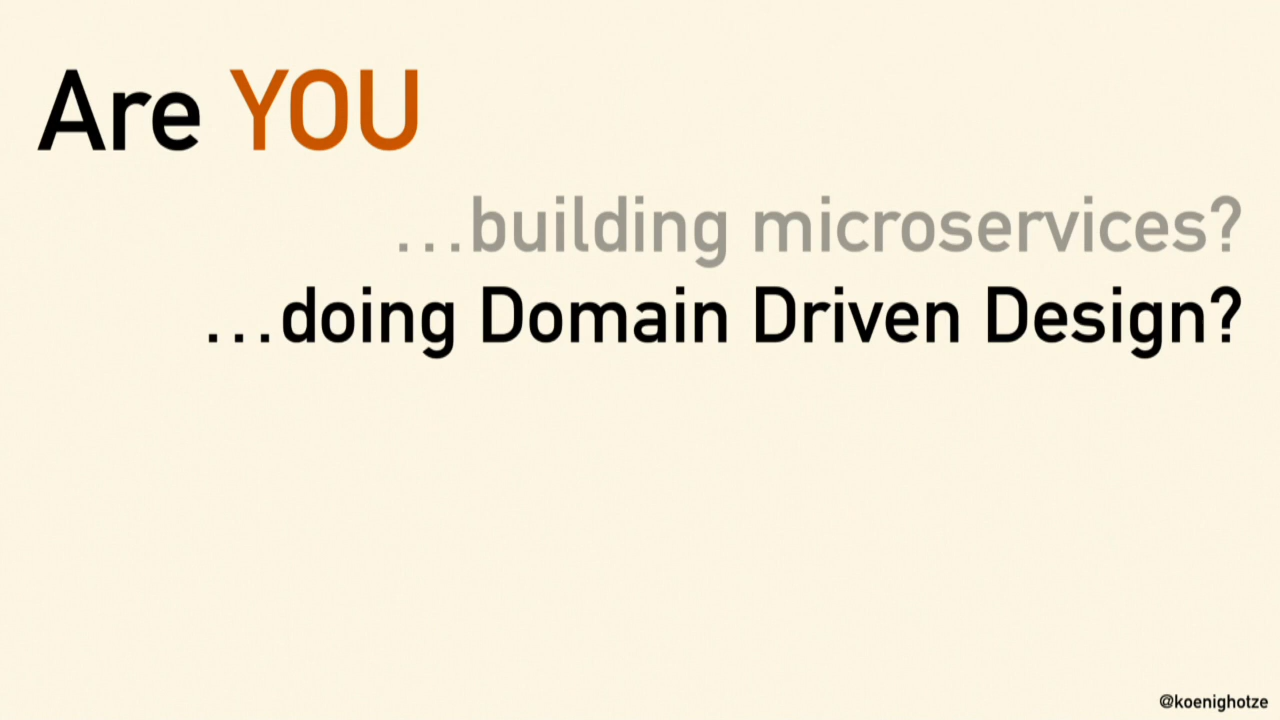 Are YOU
...building microservices?
...doing Domain Driven Design?
@koenighotze